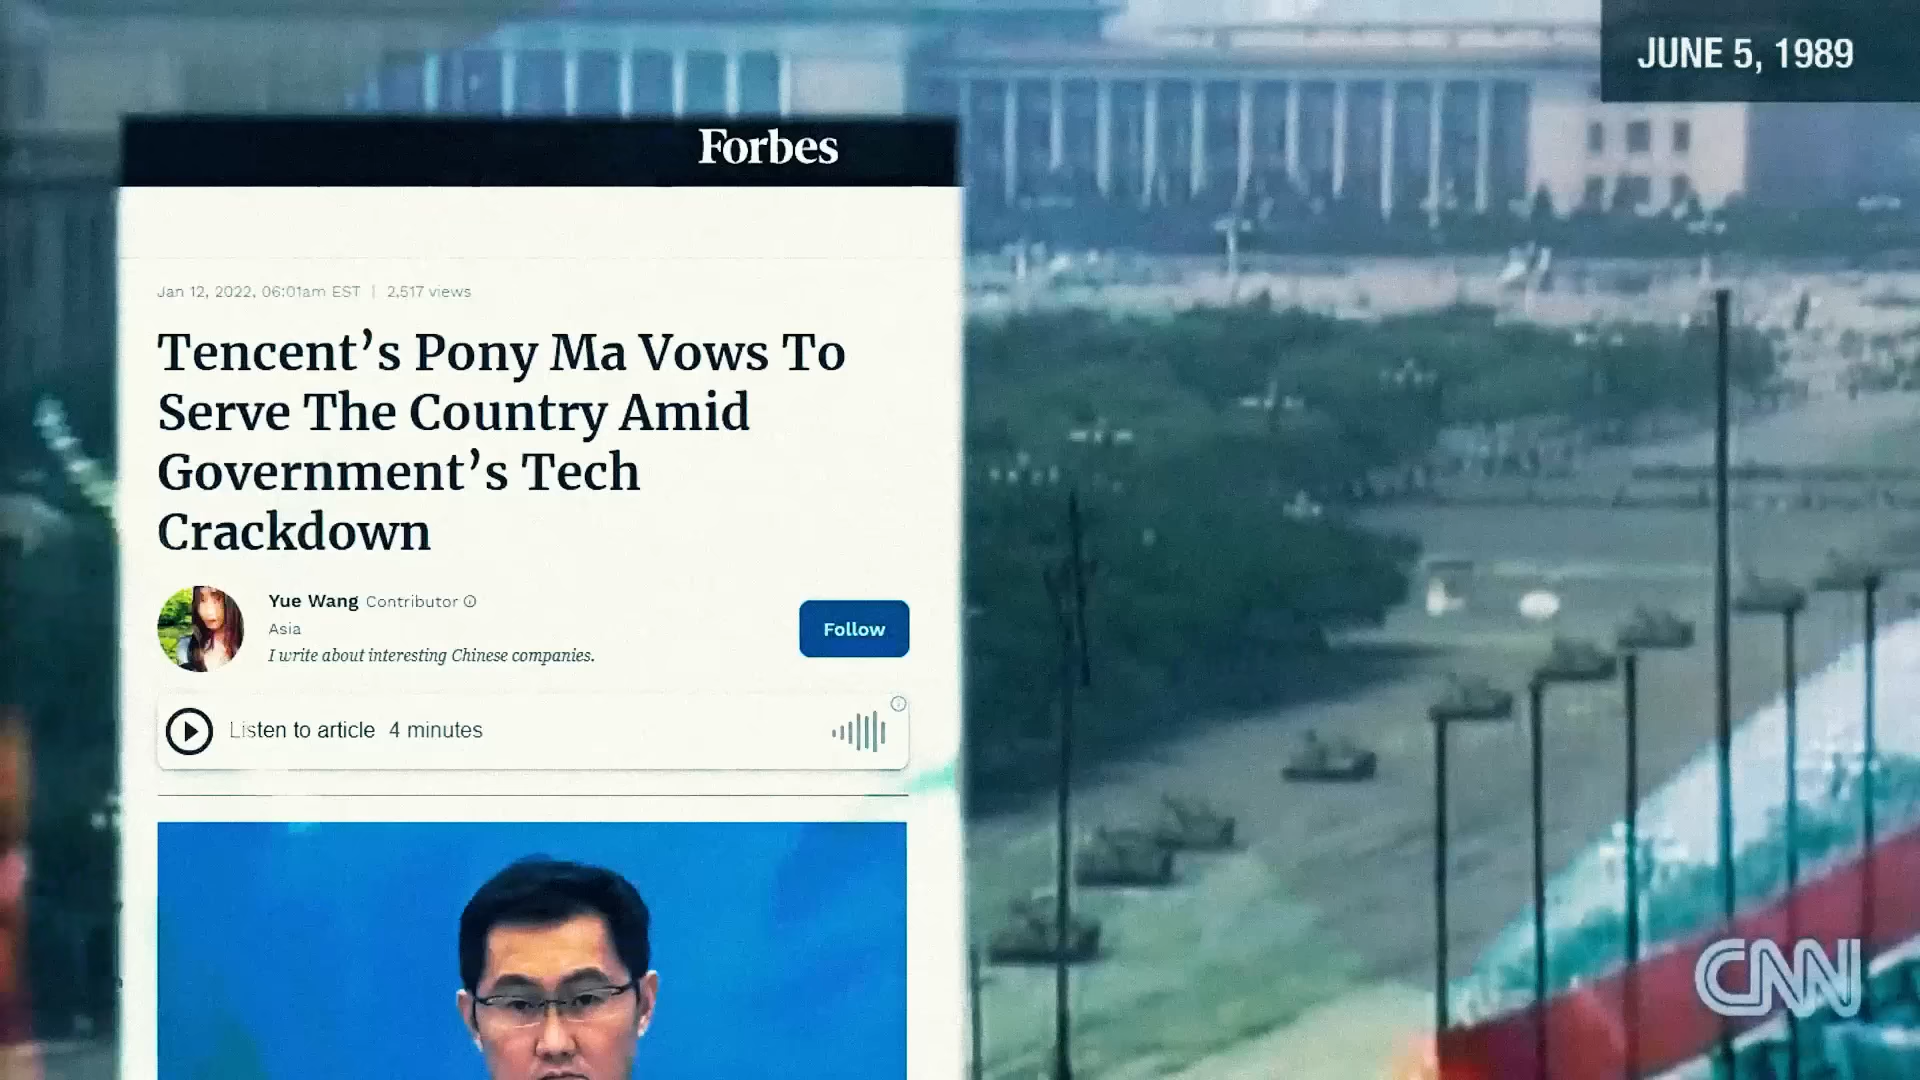 JUNE 5, 1989
Forbes
Jan 12, 2022, 06:01am EST | 2,517 views
Tencent’s Pony Ma Vows To
Serve The Country Amid
Government’s Tech
Crackdown
Yue Wang Contributor
Asia
I write about interesting Chinese companies.
Follow
Listen to article 4 minutes
CNN